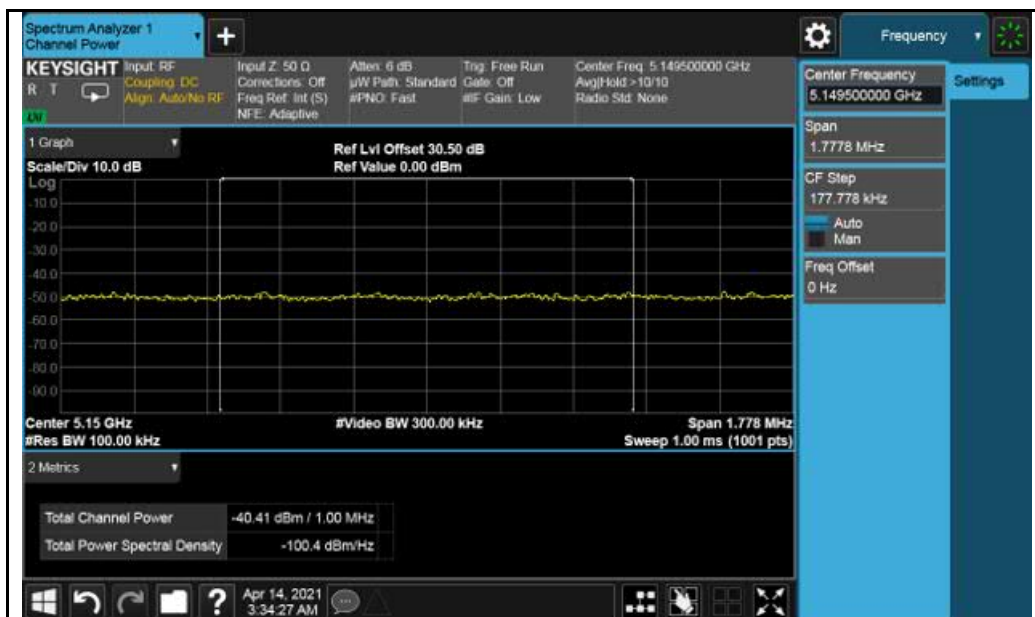 Spectrum Analyzer 1
Channel Power
+
Frequency
KEYSIGHT
R T
Input: RF
Coupling: DC
Align: Auto/No RF
Input Z: 50 Ω
Corrections: Off
Freq Ref: Int (S)
NFE: Adaptive
Atten: 6 dB
µW Path: Standard
#PNO: Fast
Trig: Free Run
Gate: Off
#IF Gain: Low
Center Freq: 5.149500000 GHz
Avg|Hold:>10/10
Radio Std: None
1 Graph
Scale/Div 10.0 dB
Ref Lvl Offset 30.50 dB
Ref Value 0.00 dBm
Log
-10.0
-20.0
-30.0
-40.0
-50.0
-60.0
-70.0
-80.0
-90.0
Center 5.15 GHz
#Video BW 300.00 kHz
Span 1.778 MHz
#Res BW 100.00 kHz
Sweep 1.00 ms (1001 pts)
2 Metrics
Total Channel Power -40.41 dBm / 1.00 MHz
Total Power Spectral Density -100.4 dBm/Hz
Center Frequency
5.149500000 GHz
Settings
Span
1.7778 MHz
CF Step
177.778 kHz
Auto
Man
Freq Offset
0 Hz
?
Apr 14, 2021
3:34:27 AM